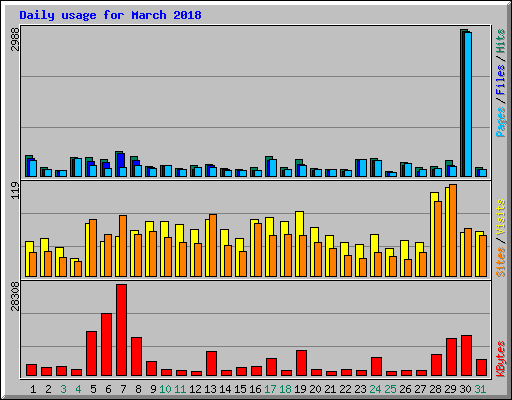 Daily usage for March 2018
2988
Pages / Files / Hits
119
Sites / Visits
28308
KBytes
1 2 3 4 5 6 7 8 9 10 11 12 13 14 15 16 17 18 19 20 21 22 23 24 25 26 27 28 29 30 31